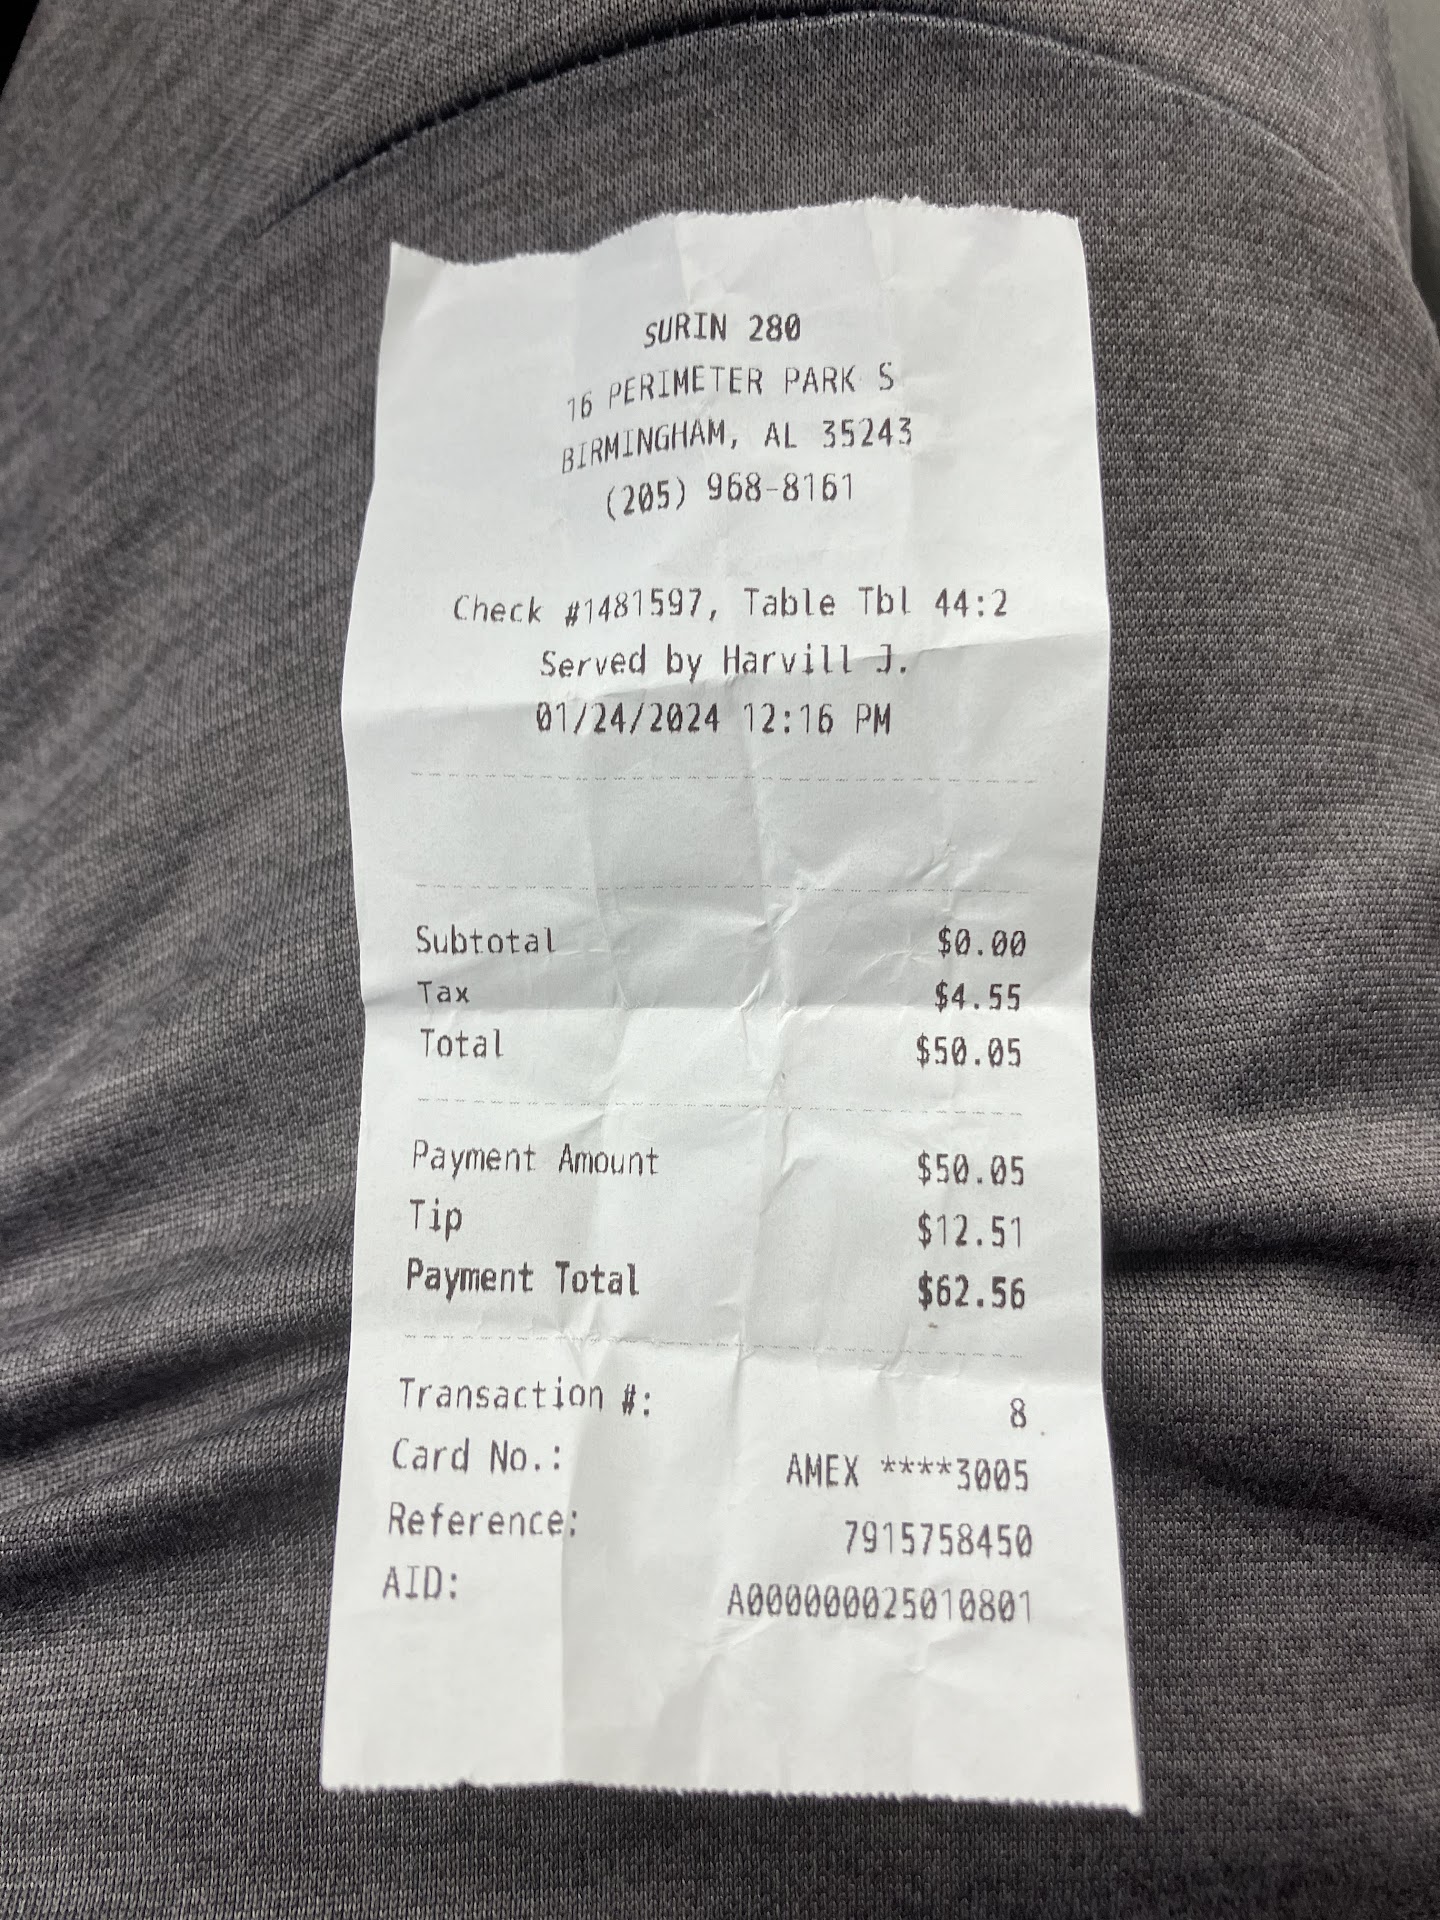 SURIN 280
16 PERIMETER PARK S
BIRMINGHAM, AL 35243
(205) 968-8161
Check #1481597, Table Tbl 44:2
Served by Harvill J.
01/24/2024 12:16 PM
Subtotal $0.00
Tax $4.55
Total $50.05
Payment Amount $50.05
Tip $12.51
Payment Total $62.56
Transaction #: 8
Card No.: AMEX ****3005
Reference: 7915758450
AID: A000000025010801